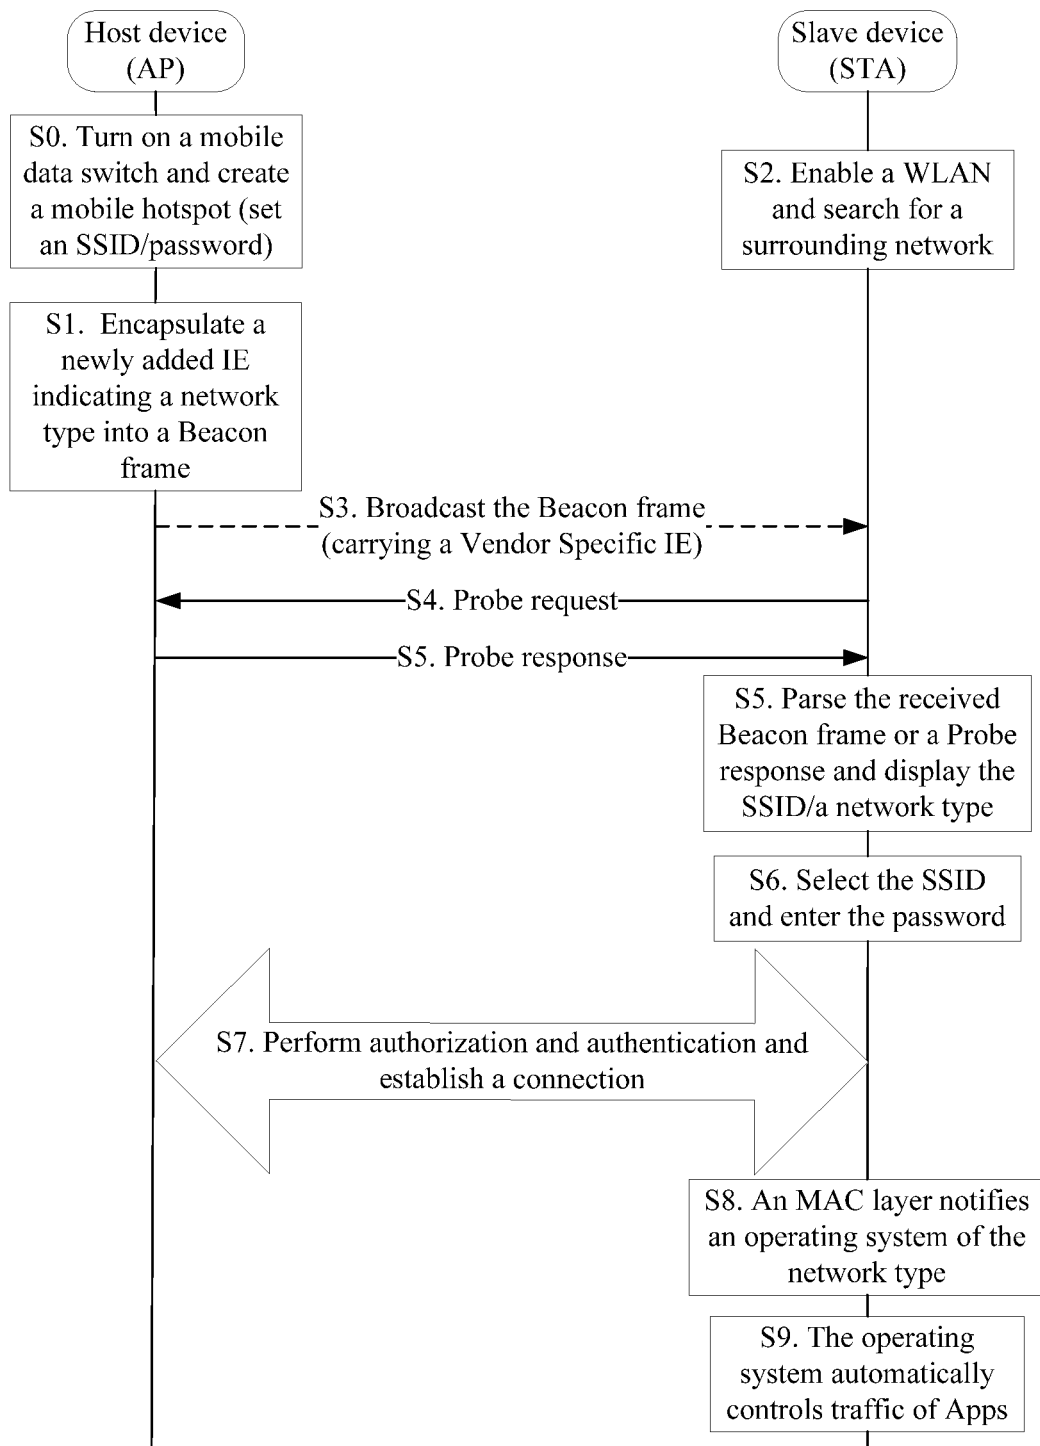 Host device
(AP)
Slave device
(STA)
S0. Turn on a mobile
data switch and create
a mobile hotspot (set
an SSID/password)
S2. Enable a WLAN
and search for a
surrounding network
S1.  Encapsulate a
newly added IE
indicating a network
type into a Beacon
frame
S3. Broadcast the Beacon frame
(carrying a Vendor Specific IE)
S4. Probe request
S5. Probe response
S5. Parse the received
Beacon frame or a Probe
response and display the
SSID/a network type
S6. Select the SSID
and enter the password
S7. Perform authorization and authentication and
establish a connection
S8. An MAC layer notifies
an operating system of the
network type
S9. The operating
system automatically
controls traffic of Apps